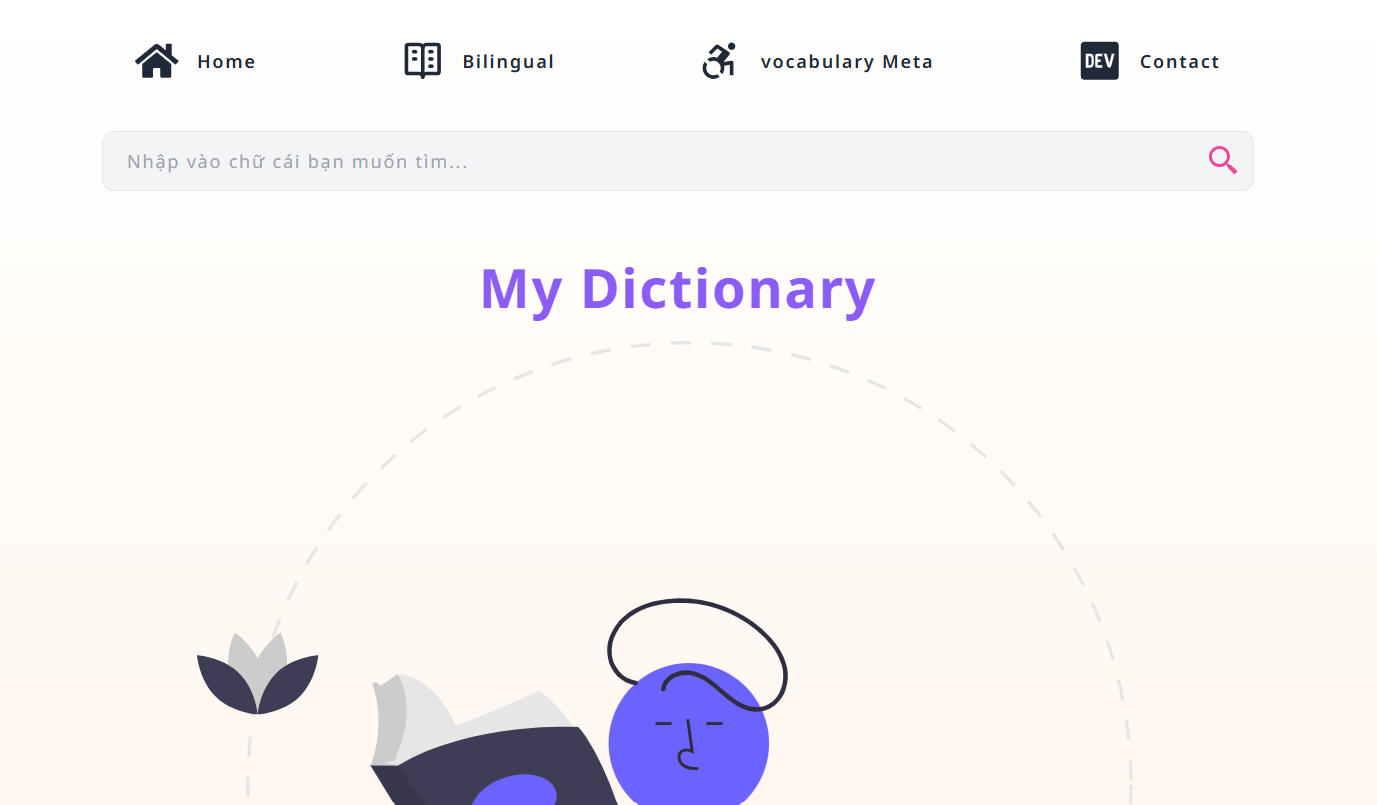 Home
Bilingual
vocabulary Meta
DEV
Contact
Nhập vào chữ cái bạn muốn tìm...
My Dictionary